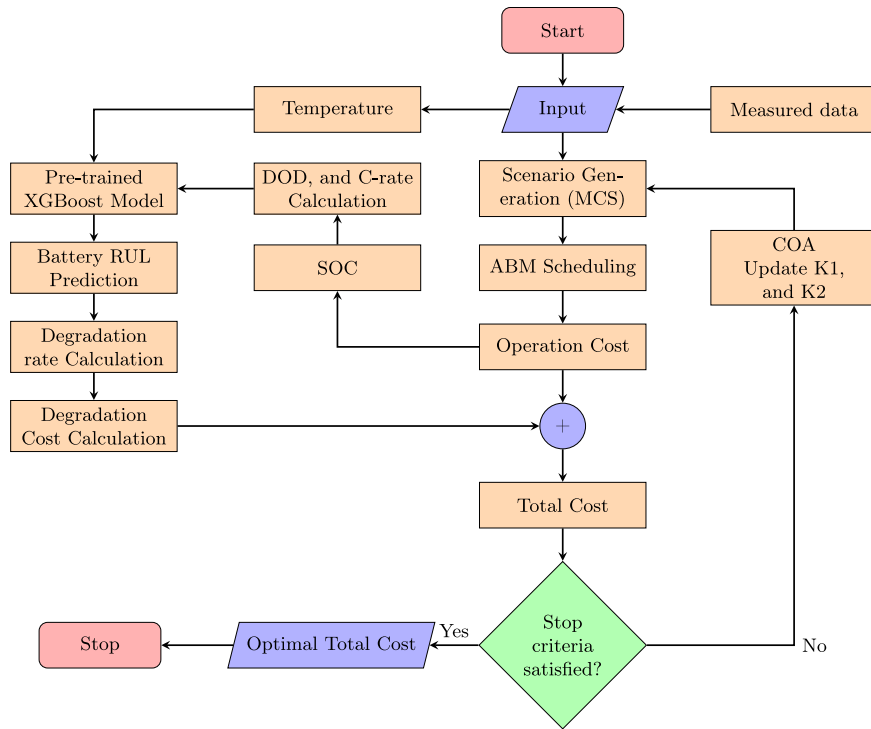 Start
Temperature
Input
Measured data
Pre-trained
XGBoost Model
DOD, and C-rate
Calculation
Scenario Gen-
eration (MCS)
COA
Update K1,
and K2
Battery RUL
Prediction
SOC
ABM Scheduling
Degradation
rate Calculation
Operation Cost
Degradation
Cost Calculation
+
Total Cost
Stop
criteria
satisfied?
Yes
No
Optimal Total Cost
Stop